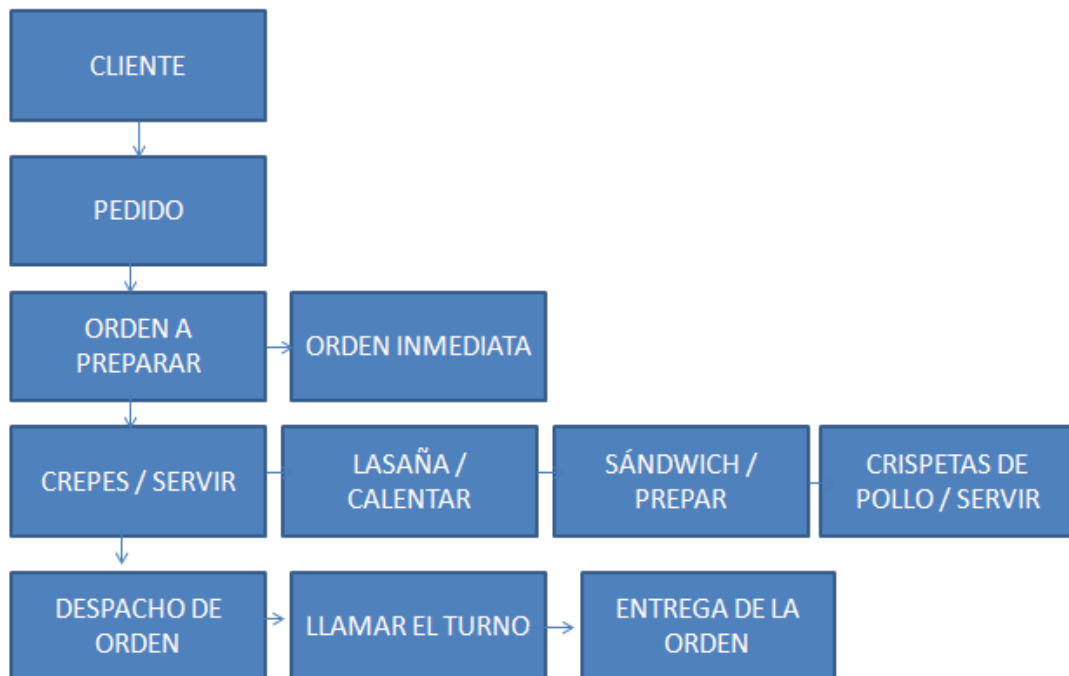 CLIENTE
PEDIDO
ORDEN A
PREPARAR
ORDEN INMEDIATA
CREPES / SERVIR
LASAÑA /
CALENTAR
SÁNDWICH /
PREPAR
CRISPETAS DE
POLLO / SERVIR
DESPACHO DE
ORDEN
LLAMAR EL TURNO
ENTREGA DE LA
ORDEN